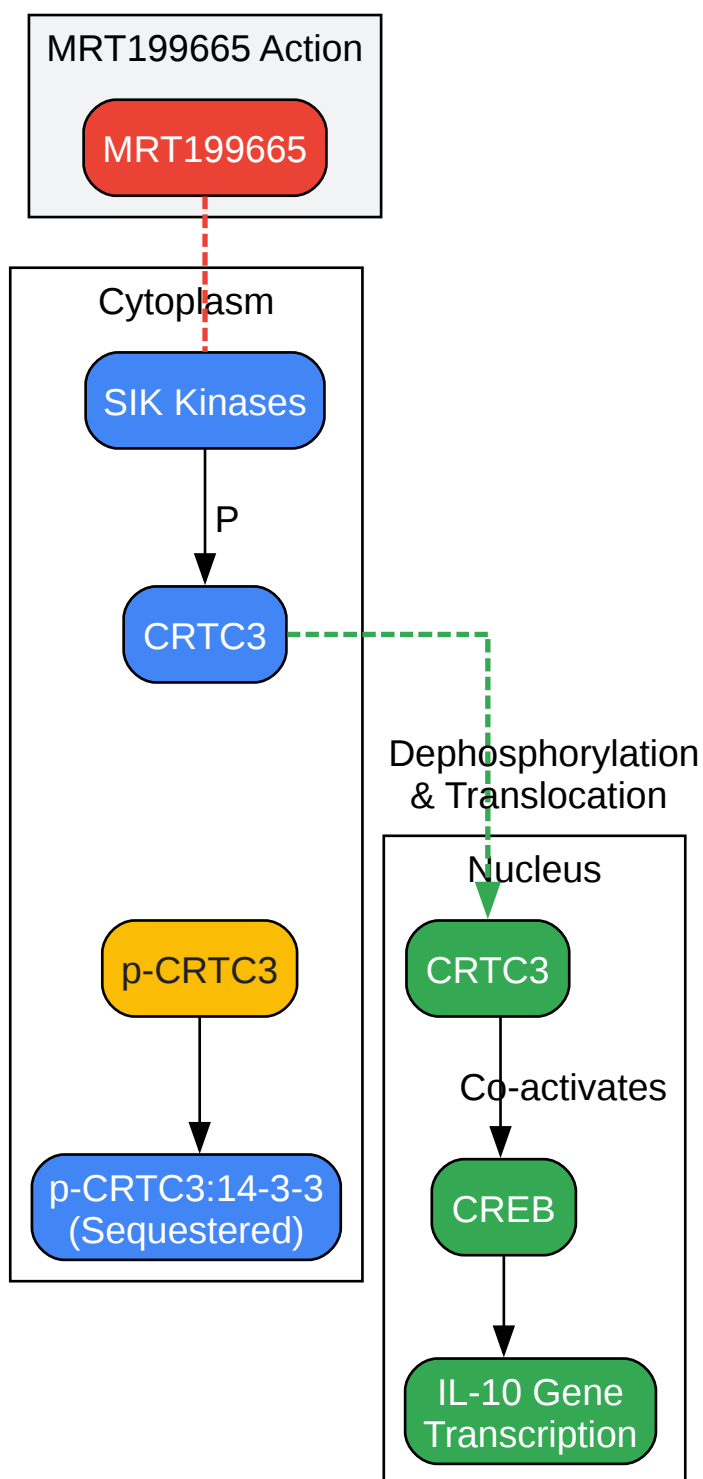 MRT199665 Action
MRT199665
Cytoplasm
SIK Kinases
P
CRTC3
Dephosphorylation
& Translocation
Nucleus
p-CRTC3
CRTC3
Co-activates
p-CRTC3:14-3-3
(Sequestered)
CREB
IL-10 Gene
Transcription